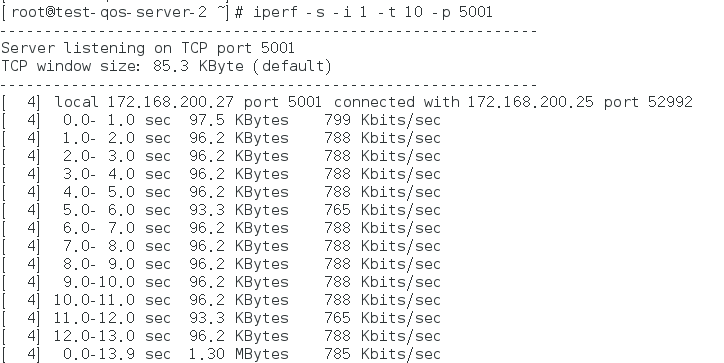 [root@test-qos-server-2 ~]# iperf -s -i 1 -t 10 -p 5001
------------------------------------------------------------
Server listening on TCP port 5001
TCP window size: 85.3 KByte (default)
------------------------------------------------------------
[  4] local 172.168.200.27 port 5001 connected with 172.168.200.25 port 52992
[  4]  0.0- 1.0 sec  97.5 KBytes   799 Kbits/sec
[  4]  1.0- 2.0 sec  96.2 KBytes   788 Kbits/sec
[  4]  2.0- 3.0 sec  96.2 KBytes   788 Kbits/sec
[  4]  3.0- 4.0 sec  96.2 KBytes   788 Kbits/sec
[  4]  4.0- 5.0 sec  96.2 KBytes   788 Kbits/sec
[  4]  5.0- 6.0 sec  93.3 KBytes   765 Kbits/sec
[  4]  6.0- 7.0 sec  96.2 KBytes   788 Kbits/sec
[  4]  7.0- 8.0 sec  96.2 KBytes   788 Kbits/sec
[  4]  8.0- 9.0 sec  96.2 KBytes   788 Kbits/sec
[  4]  9.0-10.0 sec  96.2 KBytes   788 Kbits/sec
[  4] 10.0-11.0 sec  96.2 KBytes   788 Kbits/sec
[  4] 11.0-12.0 sec  93.3 KBytes   765 Kbits/sec
[  4] 12.0-13.0 sec  96.2 KBytes   788 Kbits/sec
[  4]  0.0-13.9 sec  1.30 MBytes   785 Kbits/sec